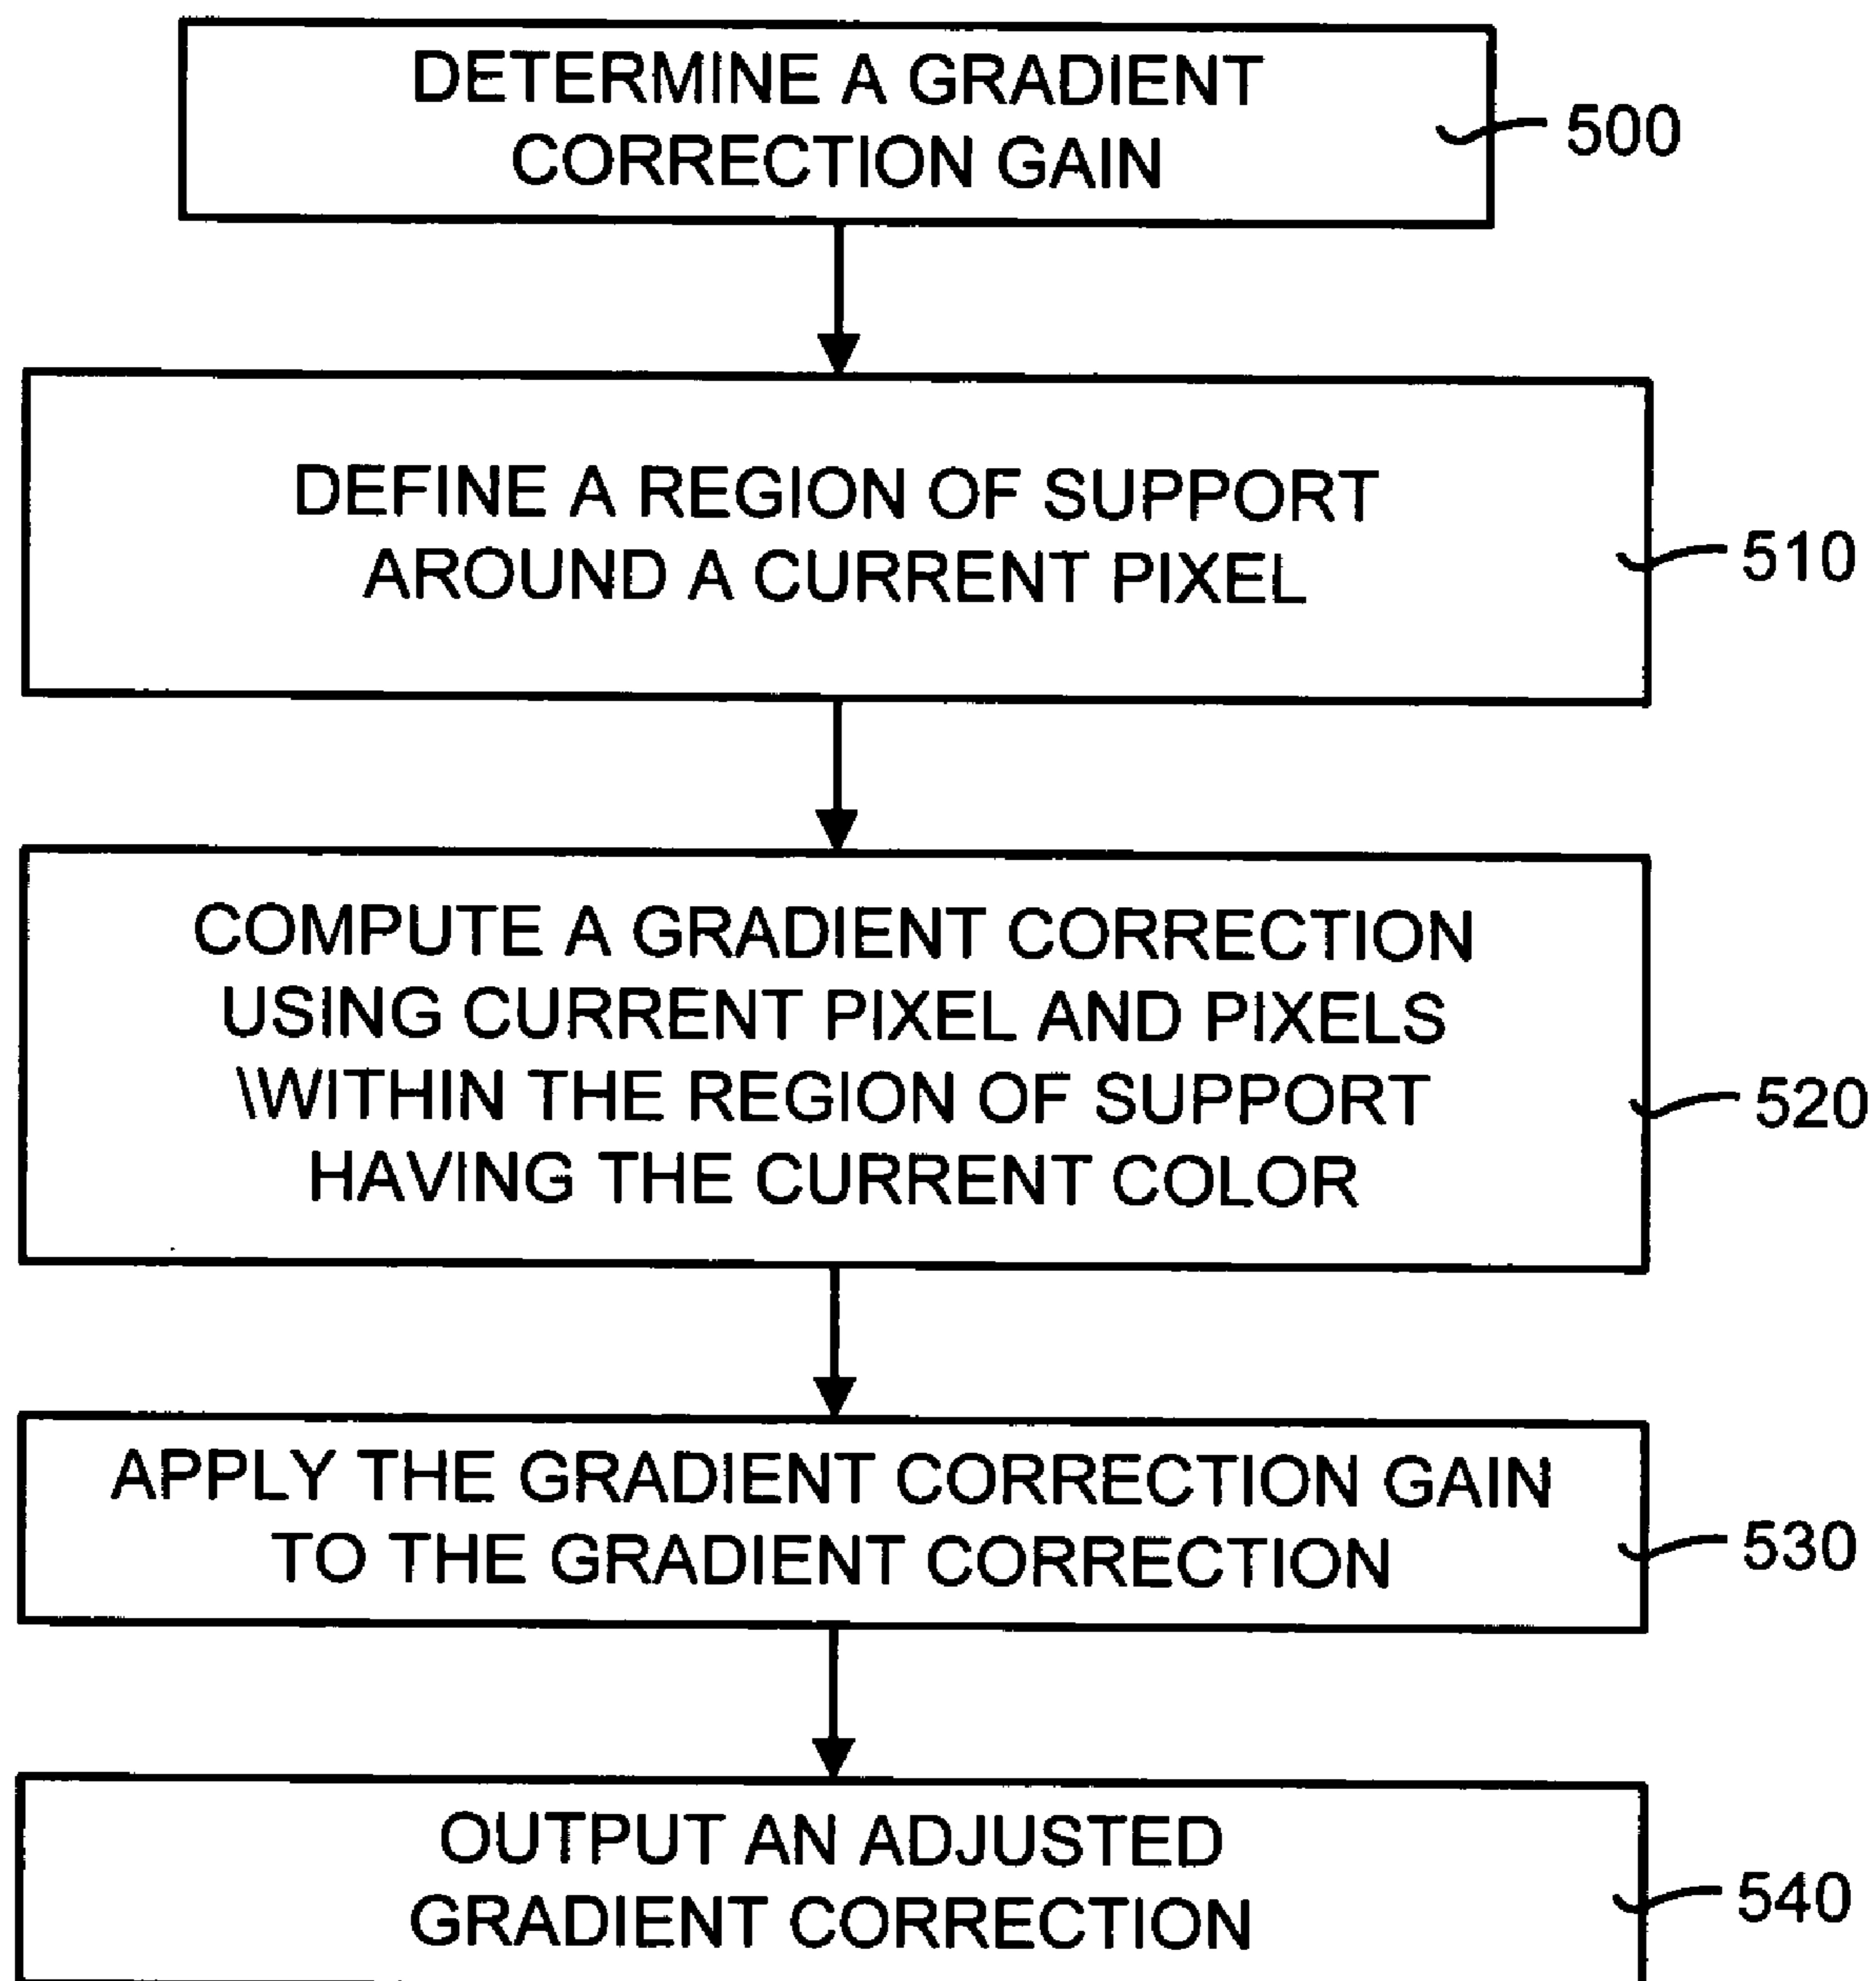 DETERMINE A GRADIENT
CORRECTION GAIN
500
DEFINE A REGION OF SUPPORT
AROUND A CURRENT PIXEL
510
COMPUTE A GRADIENT CORRECTION
USING CURRENT PIXEL AND PIXELS
\WITHIN THE REGION OF SUPPORT
HAVING THE CURRENT COLOR
520
APPLY THE GRADIENT CORRECTION GAIN
TO THE GRADIENT CORRECTION
530
OUTPUT AN ADJUSTED
GRADIENT CORRECTION
540